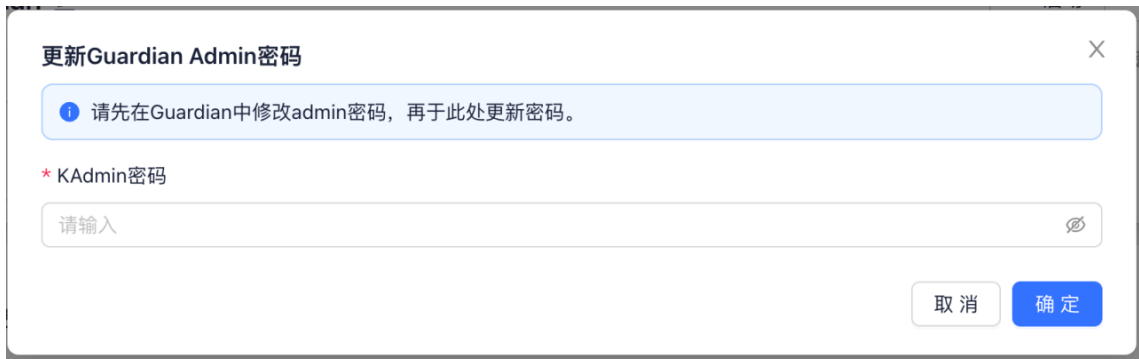 更新Guardian Admin密码
请先在Guardian中修改admin密码，再于此处更新密码。
* KAdmin密码
请输入
取 消
确 定